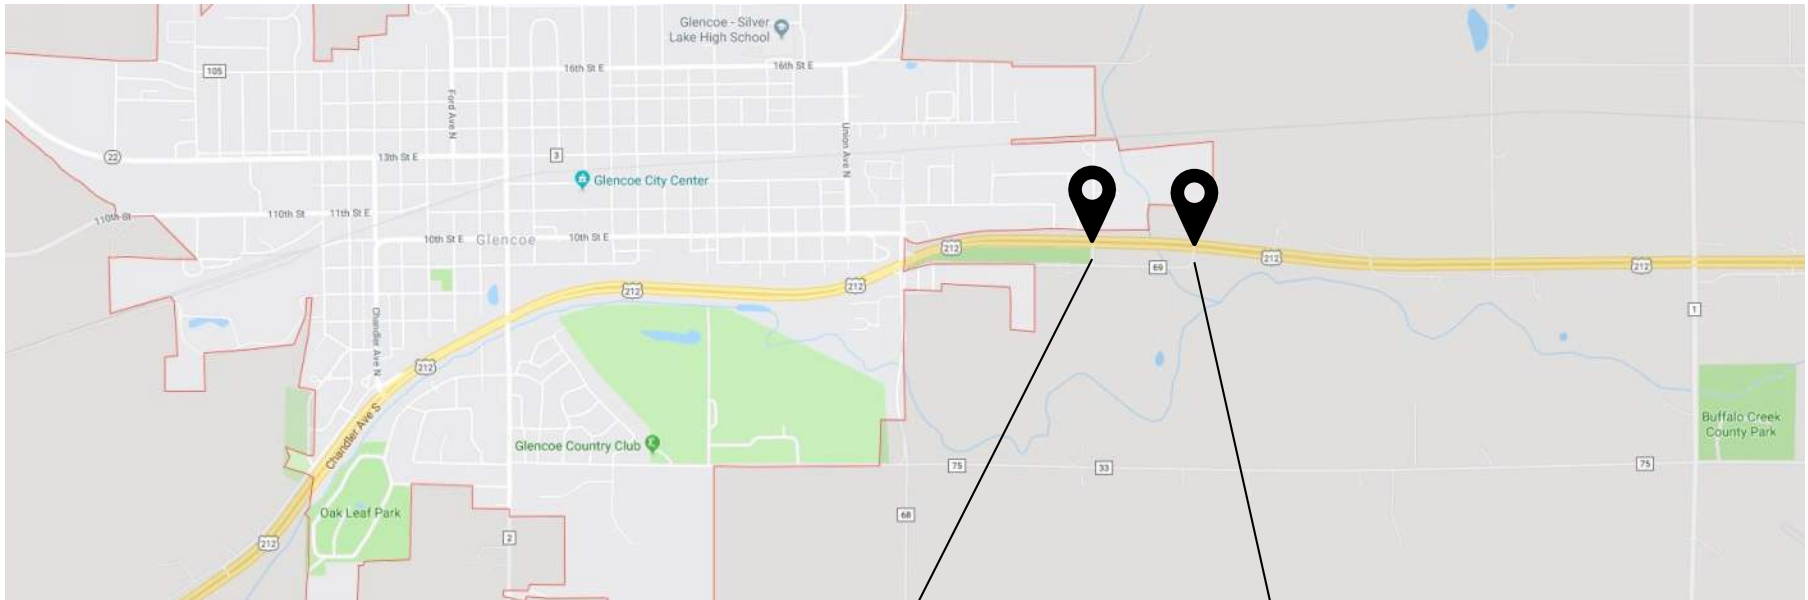 Glencoe - Silver
Lake High School
105
16th St E
16th St E
Ford Ave N
Union Ave N
22
13th St E
3
Glencoe City Center
110th St
110th St
11th St E
10th St E
Glencoe
10th St E
212
69
212
212
212
212
1
Chandler Ave N
212
Chandler Ave S
Glencoe Country Club
Buffalo Creek
County Park
75
33
75
Oak Leaf Park
68
2
212